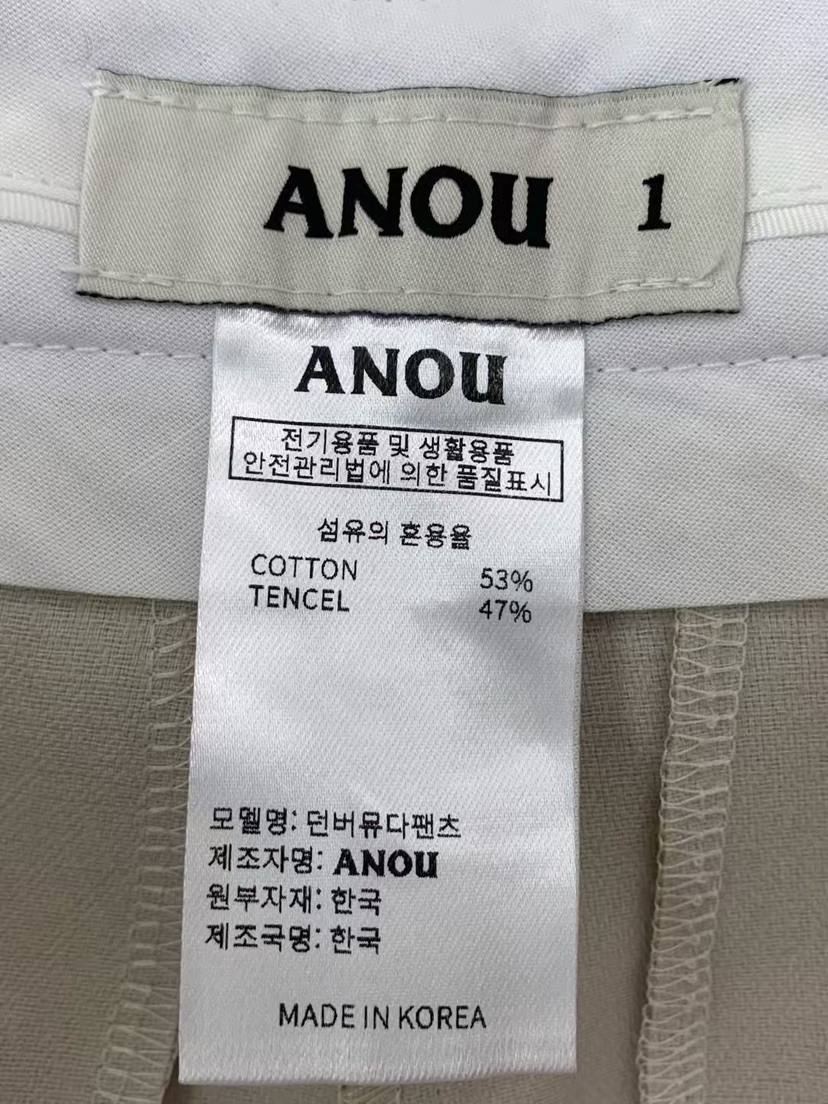 ANOU 1
ANOU
전기용품 및 생활용품
안전관리법에 의한 품질표시
섬유의 혼용율
COTTON 53%
TENCEL 47%
모델명: 던버뮤다팬츠
제조자명: ANOU
원부자재: 한국
제조국명: 한국
MADE IN KOREA